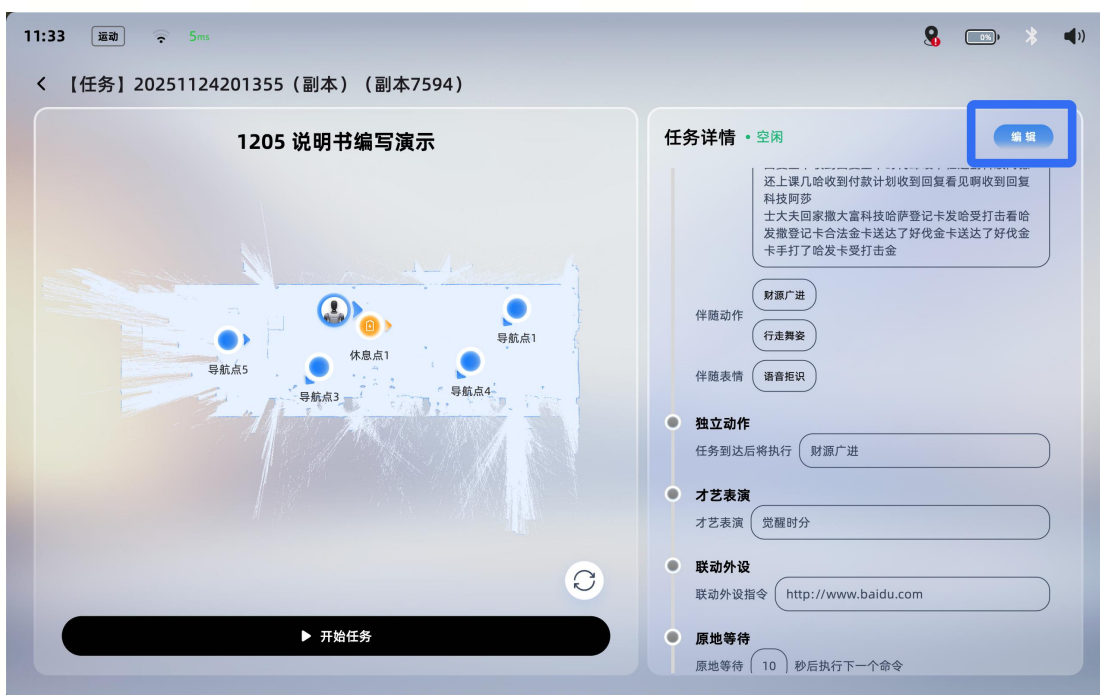 11:33 运动 5ms 0%
【任务】20251124201355（副本）（副本7594）
1205 说明书编写演示
导航点1
休息点1
导航点5
导航点4
导航点3
开始任务
任务详情 • 空闲
编辑
还上课几哈收到付款计划收到回复看见啊收到回复
科技阿莎
士大夫回家撒大富科技哈萨登记卡发哈受打击看哈
发撒登记卡合法金卡送达了好伐金卡送达了好伐金
卡手打了哈发卡受打击金
伴随动作
财源广进
行走舞姿
伴随表情 语音拒识
独立动作
任务到达后将执行 财源广进
才艺表演
才艺表演 觉醒时分
联动外设
联动外设指令 http://www.baidu.com
原地等待
原地等待 10 秒后执行下一个命令